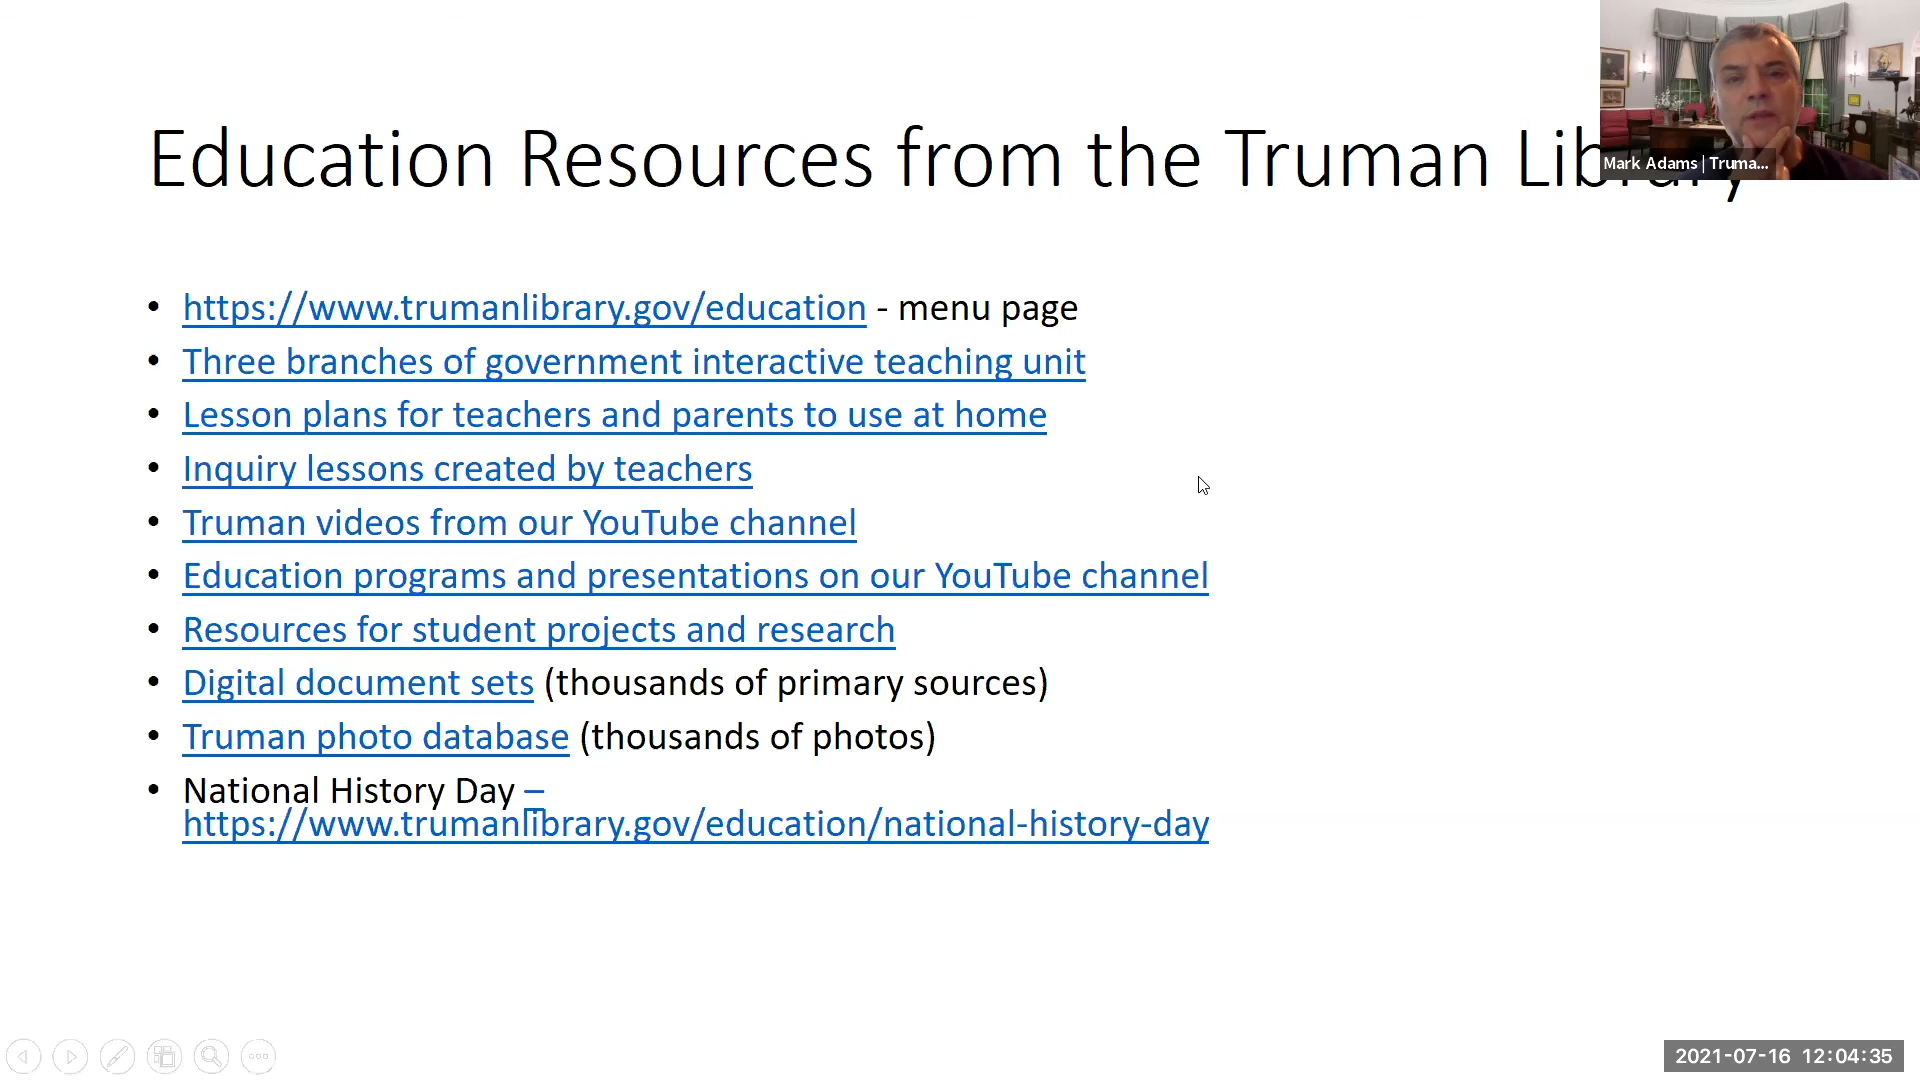 Education Resources from the Truman Library
Mark Adams | Truma...
• https://www.trumanlibrary.gov/education - menu page
• Three branches of government interactive teaching unit
• Lesson plans for teachers and parents to use at home
• Inquiry lessons created by teachers
• Truman videos from our YouTube channel
• Education programs and presentations on our YouTube channel
• Resources for student projects and research
• Digital document sets (thousands of primary sources)
• Truman photo database (thousands of photos)
• National History Day –
https://www.trumanlibrary.gov/education/national-history-day
2021-07-16 12:04:35